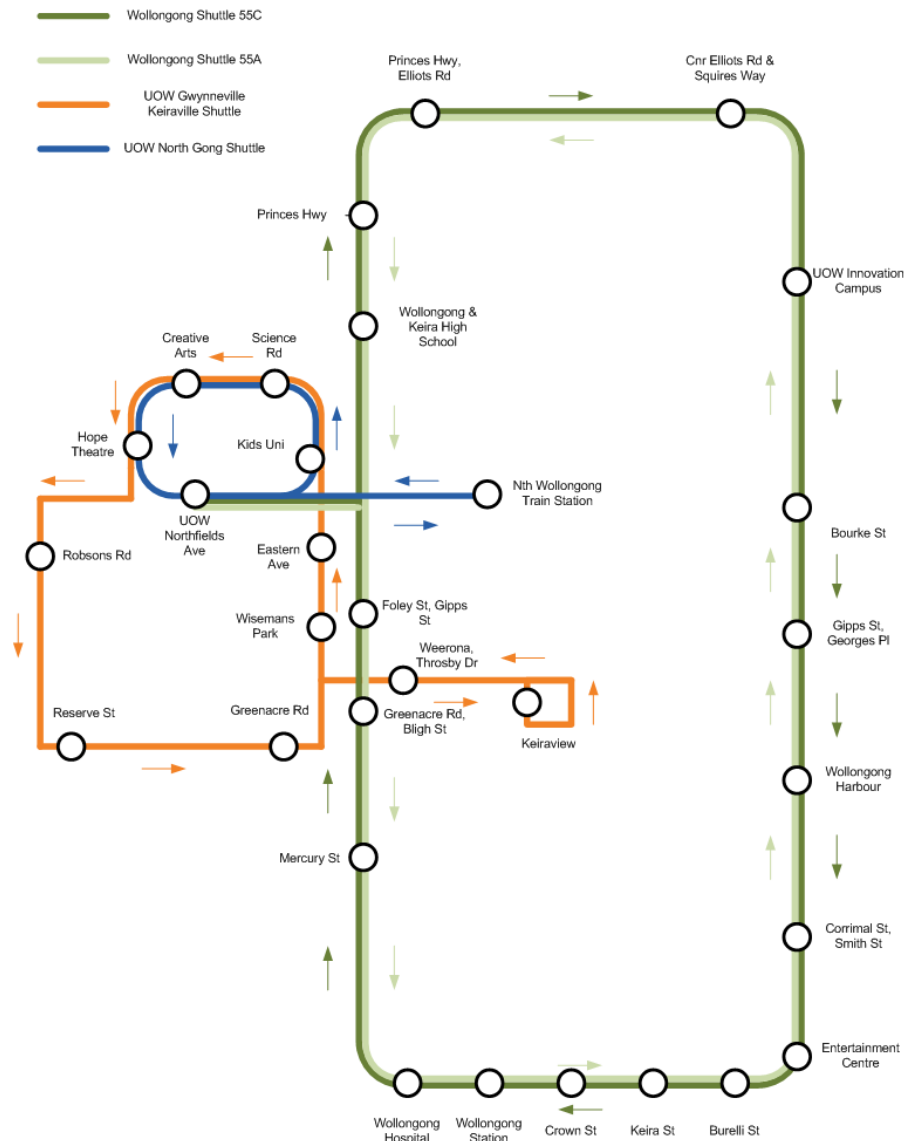 Wollongong Shuttle 55C
Wollongong Shuttle 55A
UOW Gwynneville
Keiraville Shuttle
UOW North Gong Shuttle
Princes Hwy,
Elliots Rd
Cnr Elliots Rd &
Squires Way
Princes Hwy
UOW Innovation
Campus
Wollongong &
Keira High
School
Creative
Arts
Science
Rd
Hope
Theatre
Kids Uni
Nth Wollongong
Train Station
UOW
Northfields
Ave
Bourke St
Robsons Rd
Eastern
Ave
Wisemans
Park
Foley St, Gipps
St
Gipps St,
Georges Pl
Weerona,
Throsby Dr
Reserve St
Greenacre Rd
Greenacre Rd,
Bligh St
Keiraview
Wollongong
Harbour
Mercury St
Corrimal St,
Smith St
Entertainment
Centre
Wollongong
Hospital
Wollongong
Station
Crown St
Keira St
Burelli St